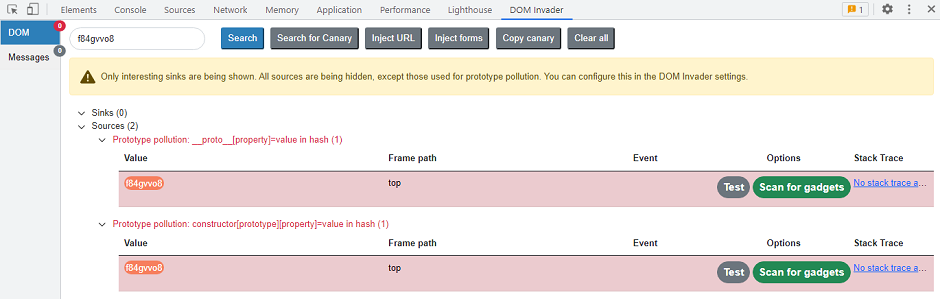 Elements Console Sources Network Memory Application Performance Lighthouse DOM Invader 1
DOM 0
f84gvvo8 Search Search for Canary Inject URL Inject forms Copy canary Clear all
Messages 0
Only interesting sinks are being shown. All sources are being hidden, except those used for prototype pollution. You can configure this in the DOM Invader settings.
Sinks (0)
Sources (2)
Prototype pollution: __proto__[property]=value in hash (1)
Value Frame path Event Options Stack Trace
f84gvvo8 top Test Scan for gadgets No stack trace a...
Prototype pollution: constructor[prototype][property]=value in hash (1)
Value Frame path Event Options Stack Trace
f84gvvo8 top Test Scan for gadgets No stack trace a...